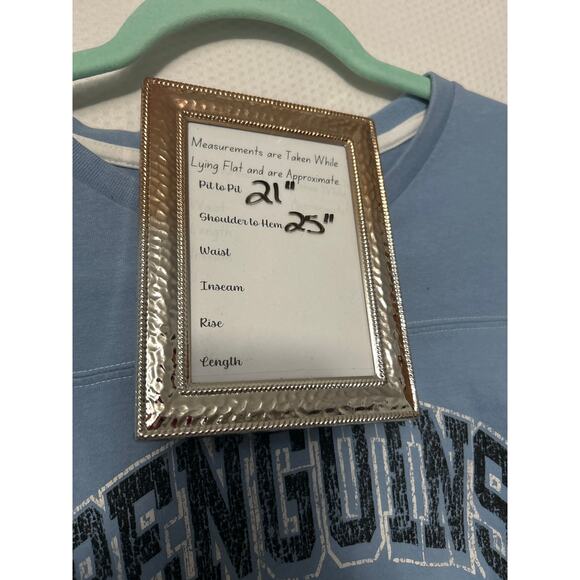 Measurements are Taken While
Lying Flat and are Approximate
Pit to Pit 21"
Shoulder to Hem 25"
Waist
Inseam
Rise
Length
PENGUINS